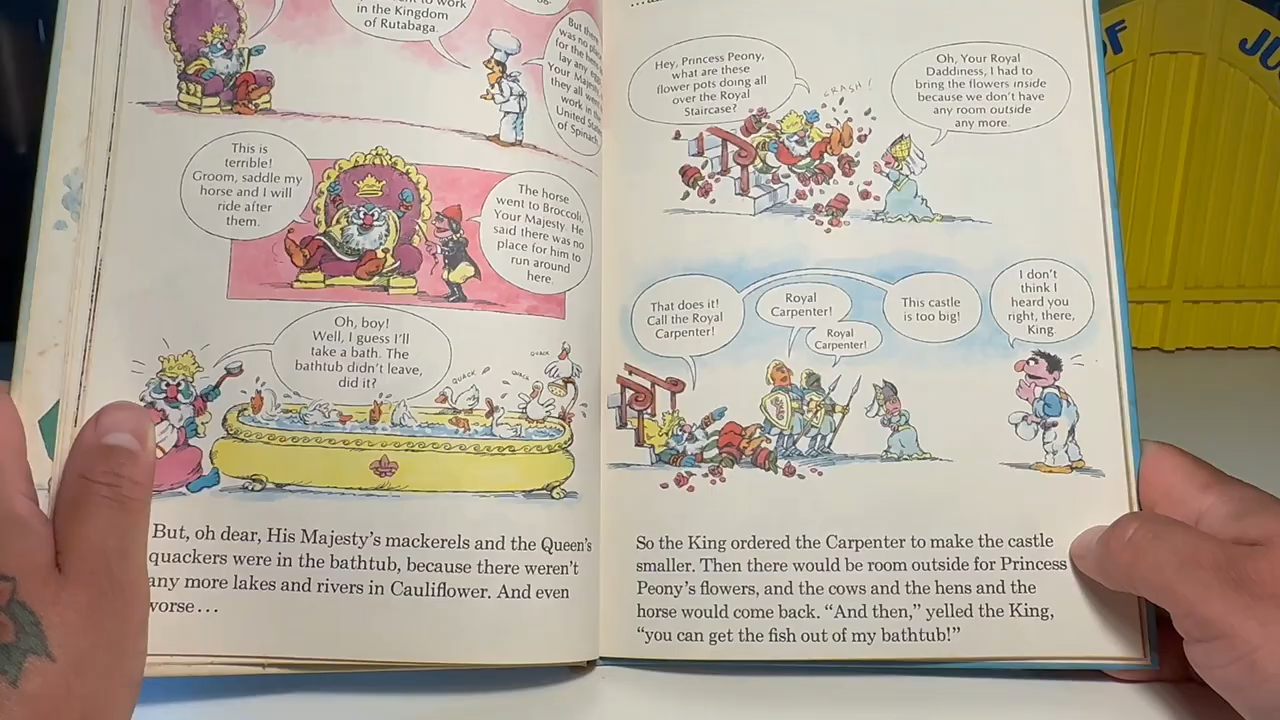 to work
in the Kingdom
of Rutabaga.
But there
was no place
for the hens to
lay any eggs,
Your Majesty,
they all went
work in the
United States
of Spinach
This is
terrible!
Groom, saddle my
horse and I will
ride after
them.
The horse
went to Broccoli,
Your Majesty. He
said there was no
place for him to
run around
here.
Oh, boy!
Well, I guess I'll
take a bath. The
bathtub didn't leave,
did it?
QUACK
QUACK
QUACK
But, oh dear, His Majesty's mackerels and the Queen's
quackers were in the bathtub, because there weren't
any more lakes and rivers in Cauliflower. And even
worse...
Hey, Princess Peony,
what are these
flower pots doing all
over the Royal
Staircase?
CRASH!
Oh, Your Royal
Daddiness, I had to
bring the flowers inside
because we don't have
any room outside
any more.
That does it!
Call the Royal
Carpenter!
Royal
Carpenter!
Royal
Carpenter!
This castle
is too big!
I don't
think I
heard you
right, there,
King.
So the King ordered the Carpenter to make the castle
smaller. Then there would be room outside for Princess
Peony's flowers, and the cows and the hens and the
horse would come back. "And then," yelled the King,
"you can get the fish out of my bathtub!"
OF
JU